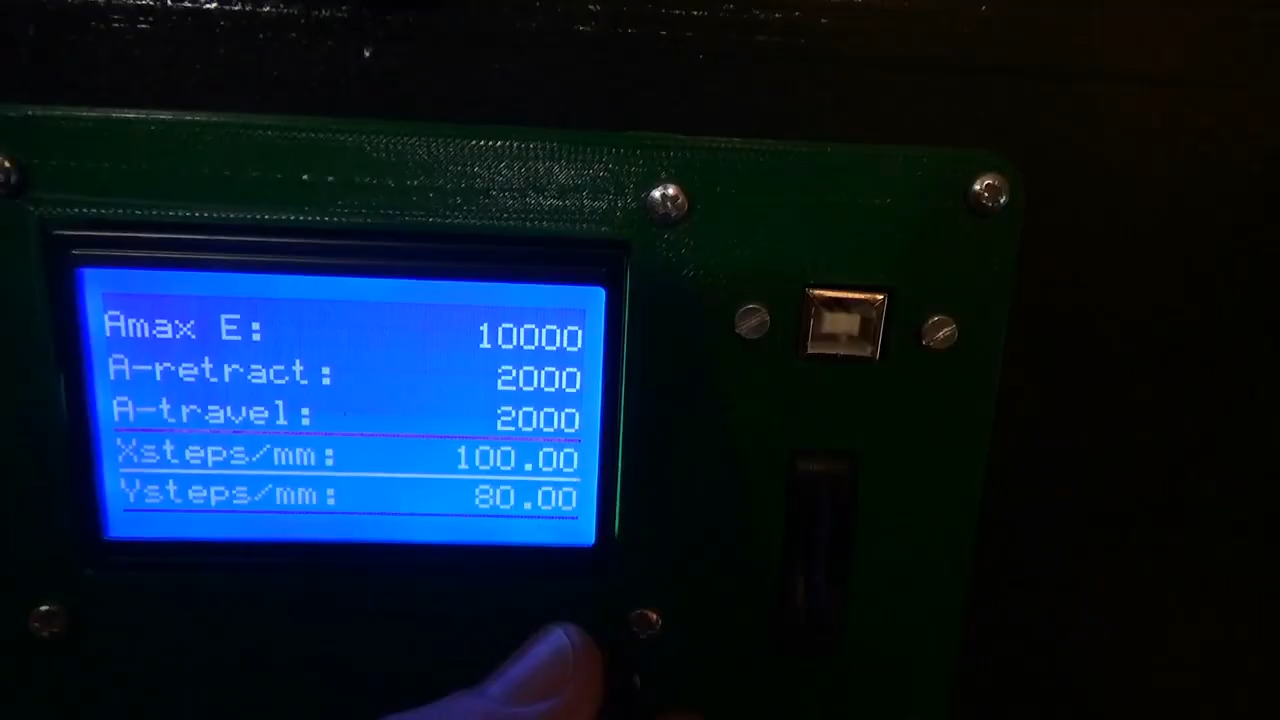 Amax E: 10000
A-retract: 2000
A-travel: 2000
Xsteps/mm: 100.00
Ysteps/mm: 80.00